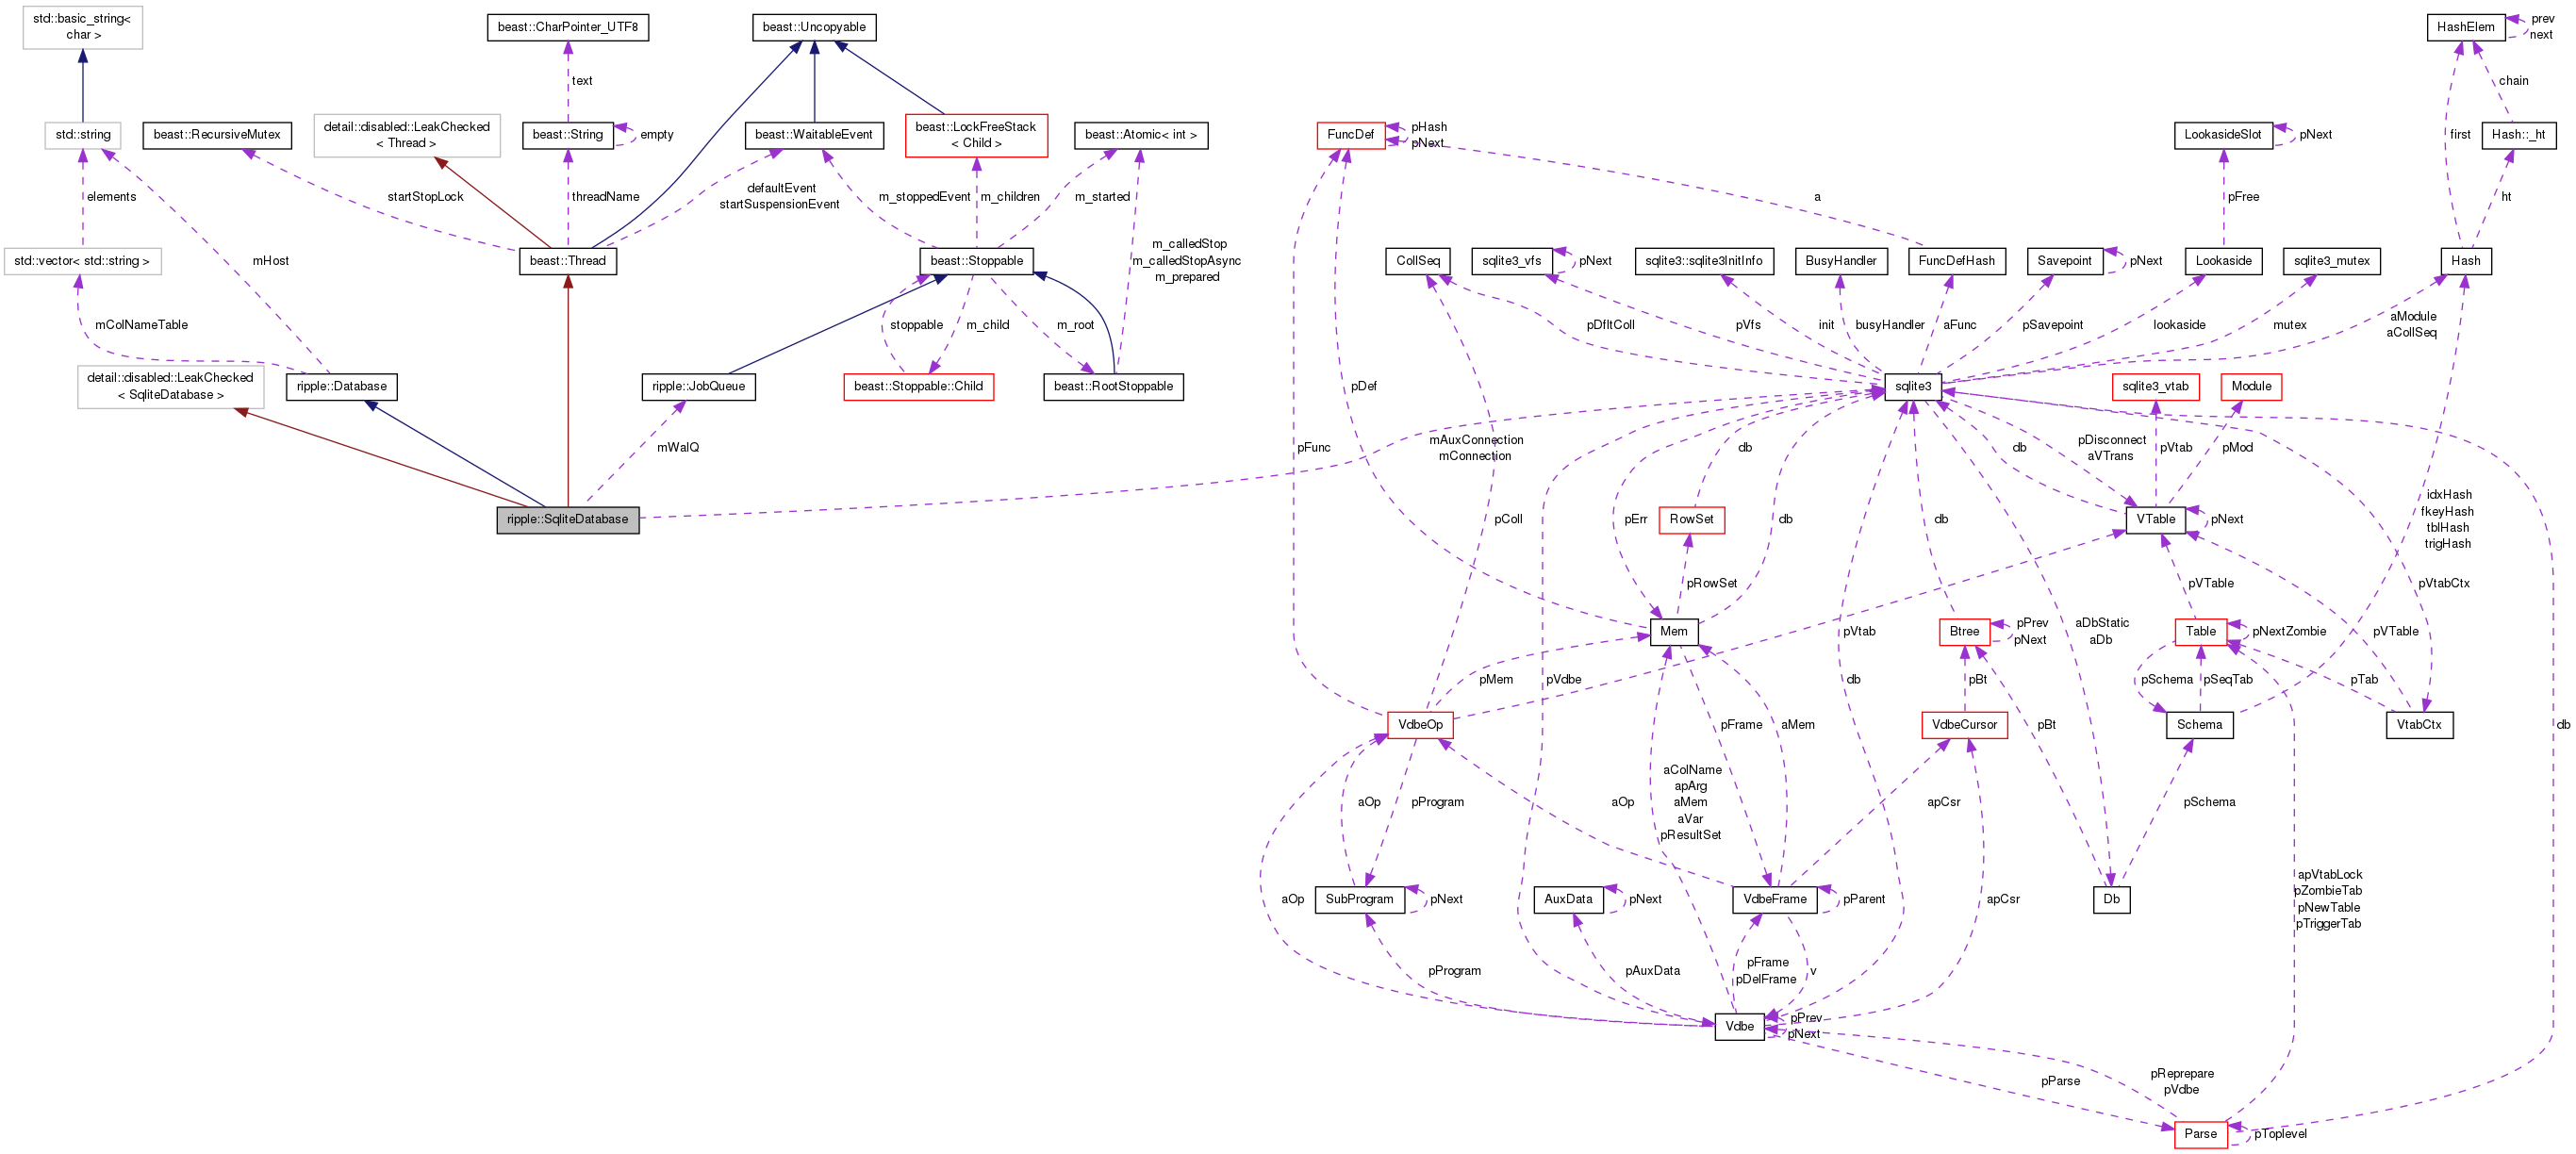 std::basic_string<
char >
beast::CharPointer_UTF8
beast::Uncopyable
HashElem
prev
next
text
chain
std::string
beast::RecursiveMutex
detail::disabled::LeakChecked
< Thread >
beast::String
empty
beast::WaitableEvent
beast::LockFreeStack
< Child >
beast::Atomic< int >
FuncDef
pHash
pNext
LookasideSlot
pNext
first
Hash::_ht
elements
startStopLock
threadName
defaultEvent
startSuspensionEvent
m_stoppedEvent
m_children
m_started
a
pFree
ht
std::vector< std::string >
mHost
beast::Thread
beast::Stoppable
m_calledStop
m_calledStopAsync
m_prepared
CollSeq
sqlite3_vfs
pNext
sqlite3::sqlite3InitInfo
BusyHandler
FuncDefHash
Savepoint
pNext
Lookaside
sqlite3_mutex
Hash
mColNameTable
stoppable
m_child
m_root
pDfltColl
pVfs
init
busyHandler
aFunc
pSavepoint
lookaside
mutex
aModule
aCollSeq
detail::disabled::LeakChecked
< SqliteDatabase >
ripple::Database
ripple::JobQueue
beast::Stoppable::Child
beast::RootStoppable
pDef
sqlite3
sqlite3_vtab
Module
mWalQ
pFunc
mAuxConnection
mConnection
db
db
pDisconnect
aVTrans
pVtab
pMod
ripple::SqliteDatabase
pColl
pErr
RowSet
db
db
VTable
pNext
idxHash
fkeyHash
tblHash
trigHash
pRowSet
pVTable
pVtabCtx
Mem
pVtab
Btree
pPrev
pNext
aDbStatic
aDb
Table
pNextZombie
pVTable
pMem
pVdbe
db
pBt
pSchema
pSeqTab
pTab
VdbeOp
pFrame
aMem
VdbeCursor
pBt
Schema
VtabCtx
db
aColName
apArg
aMem
aVar
pResultSet
aOp
pProgram
aOp
apCsr
pSchema
aOp
SubProgram
pNext
AuxData
pNext
VdbeFrame
pParent
apCsr
Db
apVtabLock
pZombieTab
pNewTable
pTriggerTab
pProgram
pAuxData
pFrame
pDelFrame
v
Vdbe
pPrev
pNext
pParse
pReprepare
pVdbe
Parse
pToplevel